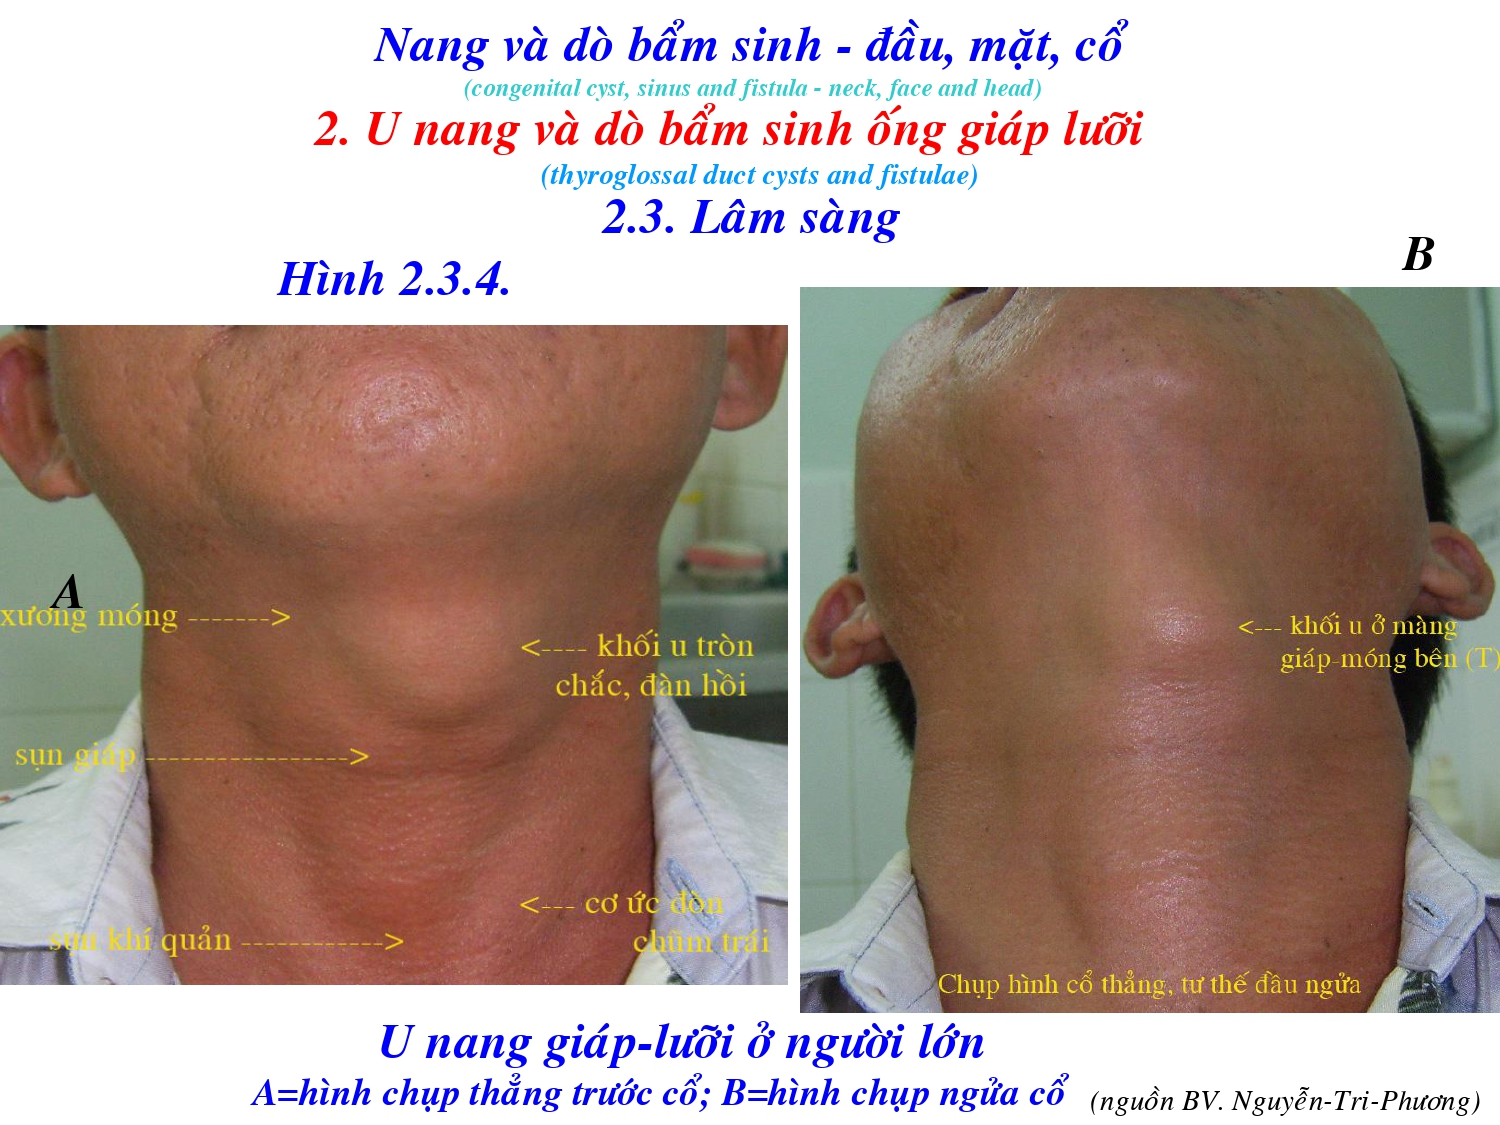 Nang và dò bẩm sinh - đầu, mặt, cổ
(congenital cyst, sinus and fistula - neck, face and head)
2. U nang và dò bẩm sinh ống giáp lưỡi
(thyroglossal duct cysts and fistulae)
2.3. Lâm sàng
Hình 2.3.4.
B
A
xương móng ------->
<---- khối u tròn
chắc, đàn hồi
sụn giáp ----------------->
<--- cơ ức đòn
chũm trái
sụn khí quản ------------>
<--- khối u ở màng
giáp-móng bên (T)
Chụp hình cổ thẳng, tư thế đầu ngửa
U nang giáp-lưỡi ở người lớn
A=hình chụp thẳng trước cổ; B=hình chụp ngửa cổ
(nguồn BV. Nguyễn-Tri-Phương)